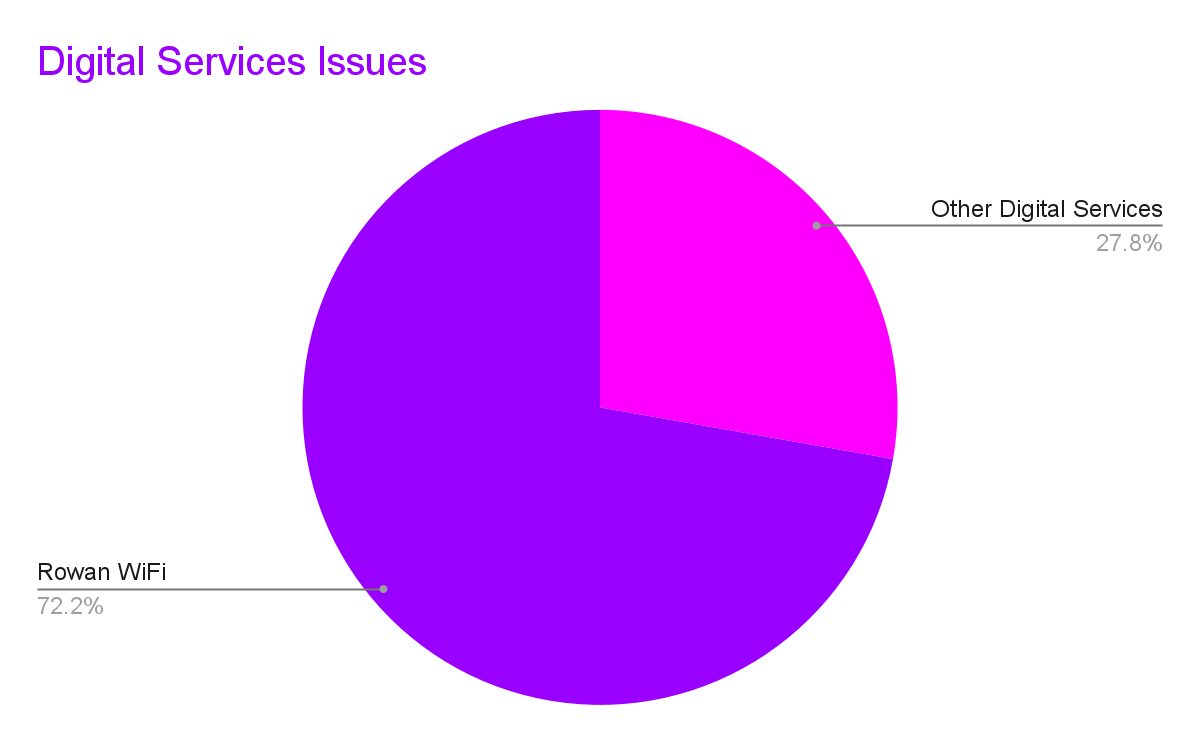 Digital Services Issues
Other Digital Services
27.8%
Rowan WiFi
72.2%